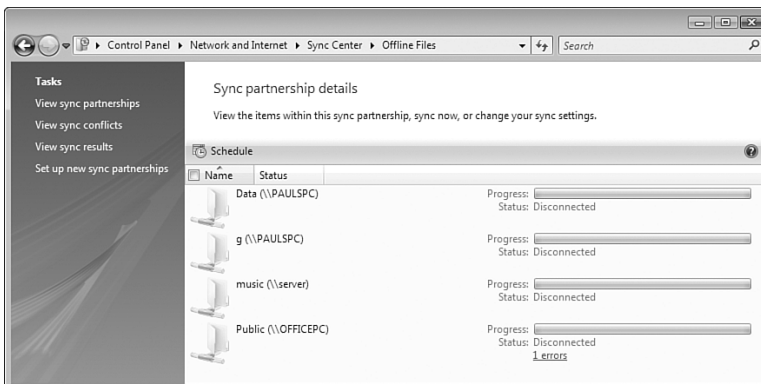 Control Panel ▸ Network and Internet ▸ Sync Center ▸ Offline Files
Search
Tasks
View sync partnerships
View sync conflicts
View sync results
Set up new sync partnerships
Sync partnership details
View the items within this sync partnership, sync now, or change your sync settings.
Schedule
Name Status
Data (\\PAULSPC) Progress:
Status: Disconnected
g (\\PAULSPC) Progress:
Status: Disconnected
music (\\server) Progress:
Status: Disconnected
Public (\\OFFICEPC) Progress:
Status: Disconnected
1 errors